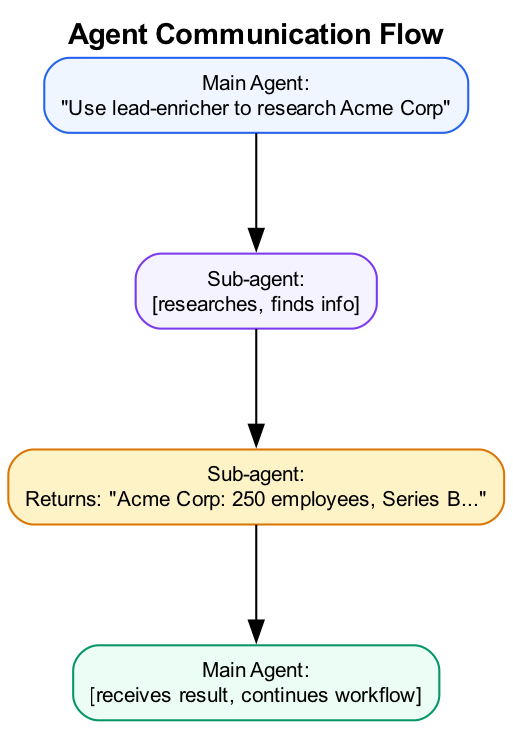 Agent Communication Flow
Main Agent:
"Use lead-enricher to research Acme Corp"
Sub-agent:
[researches, finds info]
Sub-agent:
Returns: "Acme Corp: 250 employees, Series B..."
Main Agent:
[receives result, continues workflow]